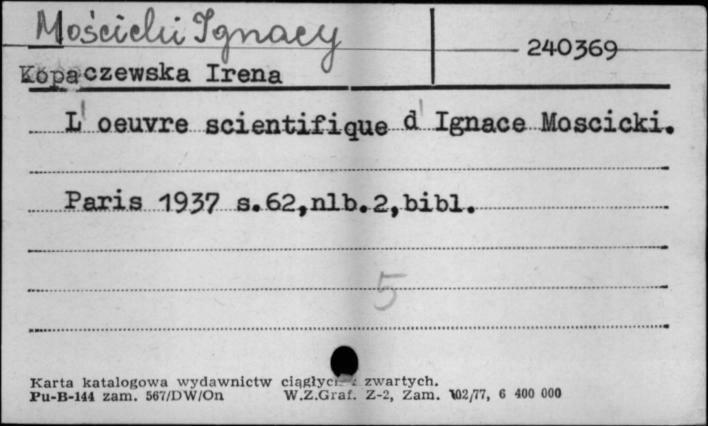 Mościcki Ignacy
240369
Kopaczewska Irena
L'oeuvre scientifique d'Ignace Moscicki.
Paris 1937 s.62,nlb.2,bibl.
5
Karta katalogowa wydawnictw ciągłych i zwartych.
Pu-B-144 zam. 567/DW/On W.Z.Graf. Z-2, Zam. 102/77, 6 400 000